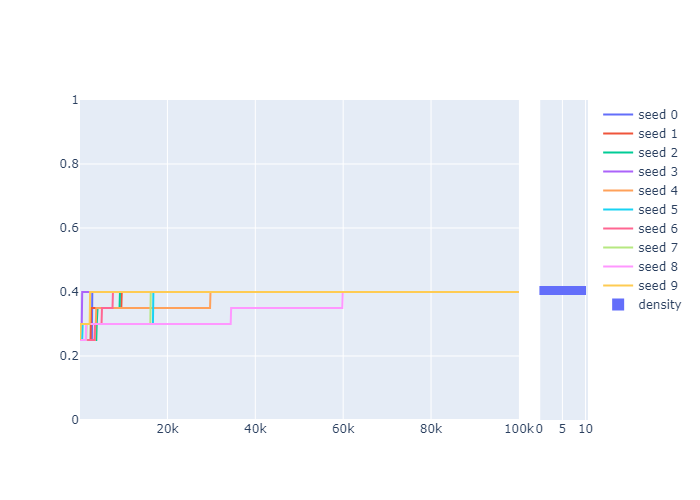 1
0.8
0.6
0.4
0.2
0
20k
40k
60k
80k
100k
0
5
10
seed 0
seed 1
seed 2
seed 3
seed 4
seed 5
seed 6
seed 7
seed 8
seed 9
density